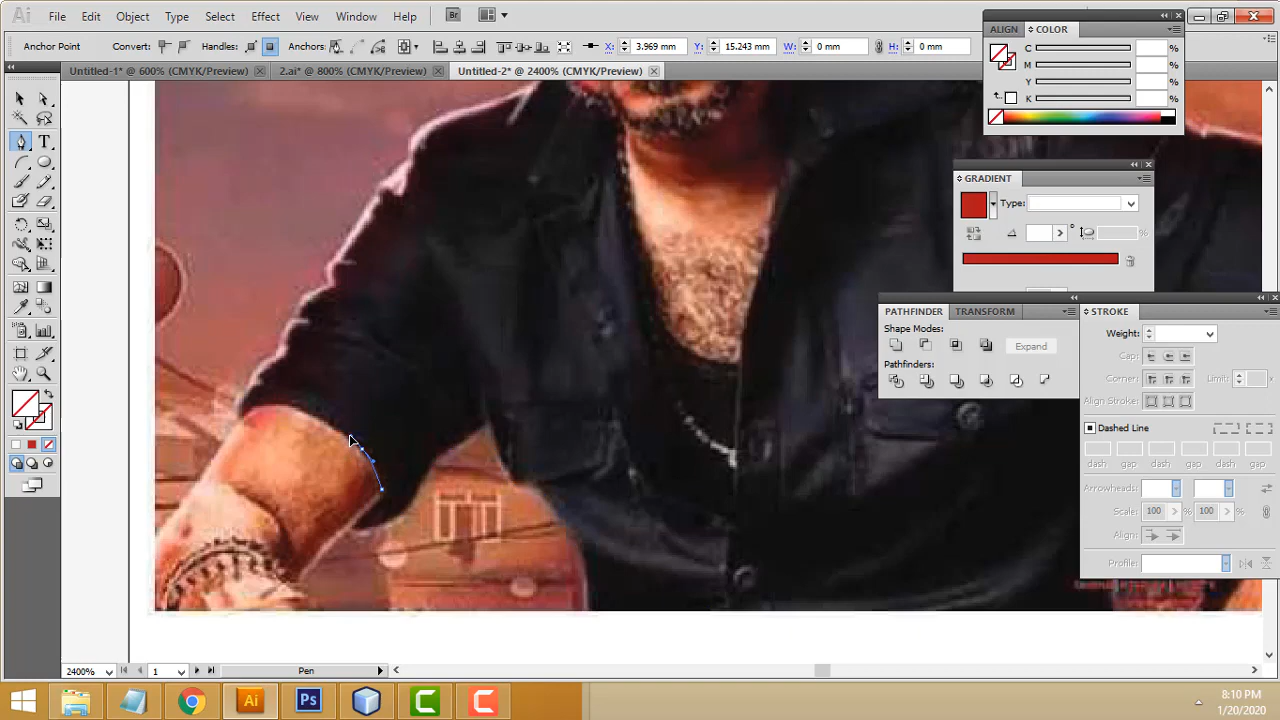 Ai File Edit Object Type Select Effect View Window Help Br
Anchor Point Convert: Handles: Anchors: X: 3.969 mm Y: 15.243 mm W: 0 mm H: 0 mm
Untitled-1* @ 600% (CMYK/Preview) 2.ai* @ 800% (CMYK/Preview) Untitled-2* @ 2400% (CMYK/Preview)
ALIGN COLOR
C %
M %
Y %
K %
GRADIENT
Type:
° %
PATHFINDER TRANSFORM
Shape Modes:
Expand
Pathfinders:
STROKE
Weight:
Cap:
Corner: Limit: x
Align Stroke:
Dashed Line
dash gap dash gap dash gap
Arrowheads:
Scale: 100 % 100 %
Align:
Profile:
2400% 1 Pen
Ai Ps
8:10 PM
1/20/2020